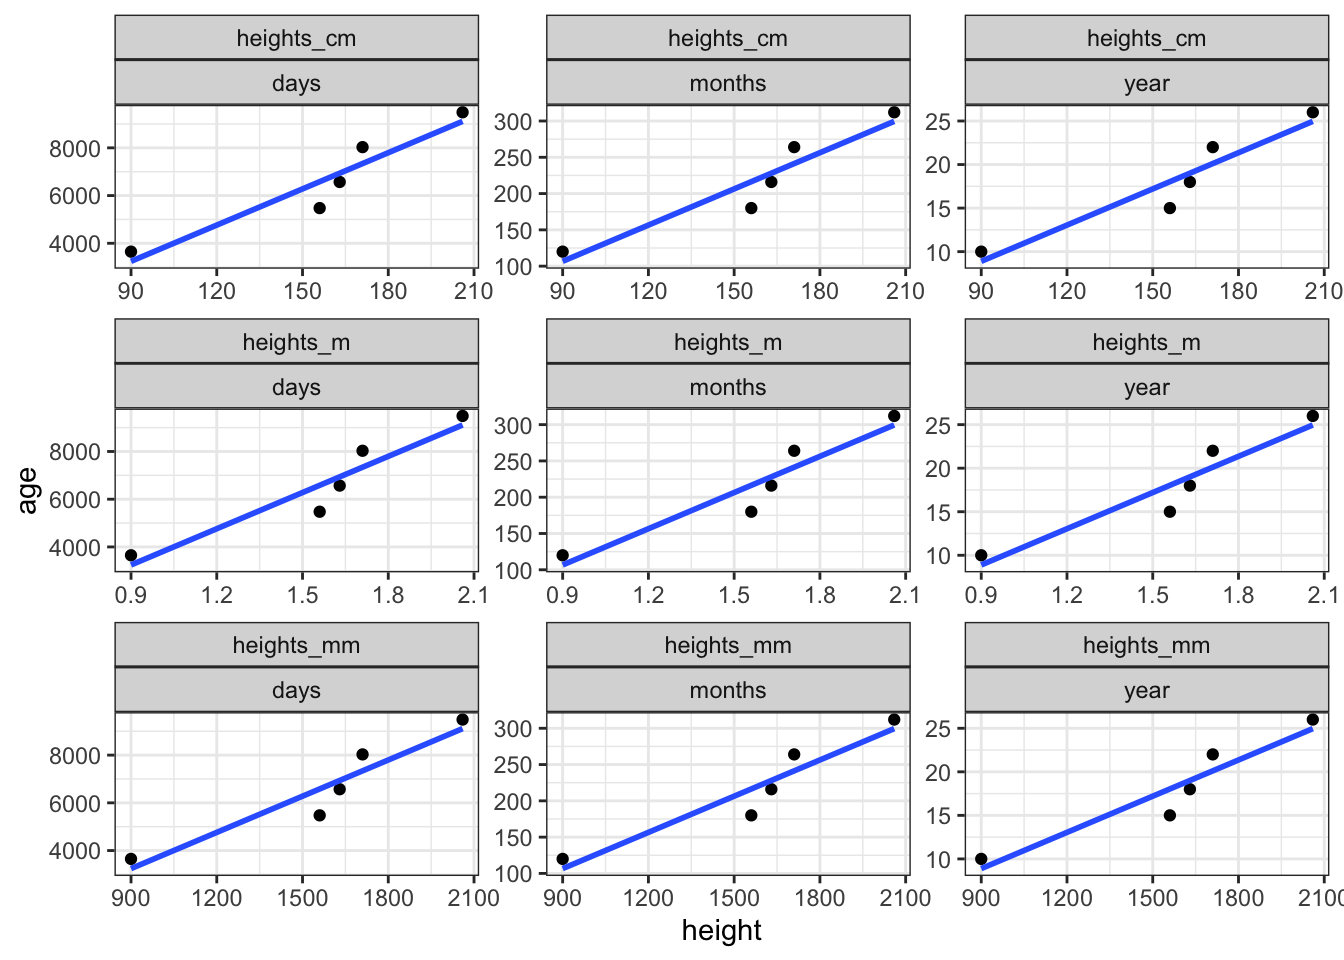 heights_cm heights_cm heights_cm
days months year
8000 6000 4000
300 250 200 150 100
25 20 15 10
90 120 150 180 210 90 120 150 180 210 90 120 150 180 210
heights_m heights_m heights_m
days months year
age
8000 6000 4000
300 250 200 150 100
25 20 15 10
0.9 1.2 1.5 1.8 2.1 0.9 1.2 1.5 1.8 2.1 0.9 1.2 1.5 1.8 2.1
heights_mm heights_mm heights_mm
days months year
8000 6000 4000
300 250 200 150 100
25 20 15 10
900 1200 1500 1800 2100 900 1200 1500 1800 2100 900 1200 1500 1800 2100
height